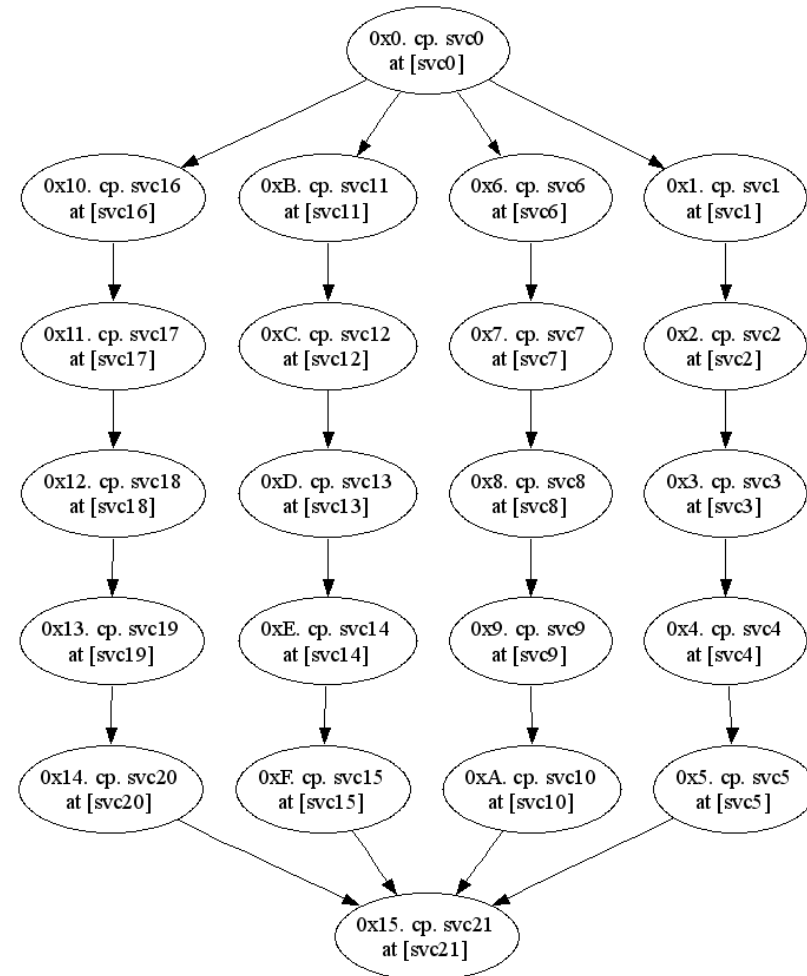 0x0. cp. svc0
at [svc0]
0x10. cp. svc16
at [svc16]
0xB. cp. svc11
at [svc11]
0x6. cp. svc6
at [svc6]
0x1. cp. svc1
at [svc1]
0x11. cp. svc17
at [svc17]
0xC. cp. svc12
at [svc12]
0x7. cp. svc7
at [svc7]
0x2. cp. svc2
at [svc2]
0x12. cp. svc18
at [svc18]
0xD. cp. svc13
at [svc13]
0x8. cp. svc8
at [svc8]
0x3. cp. svc3
at [svc3]
0x13. cp. svc19
at [svc19]
0xE. cp. svc14
at [svc14]
0x9. cp. svc9
at [svc9]
0x4. cp. svc4
at [svc4]
0x14. cp. svc20
at [svc20]
0xF. cp. svc15
at [svc15]
0xA. cp. svc10
at [svc10]
0x5. cp. svc5
at [svc5]
0x15. cp. svc21
at [svc21]